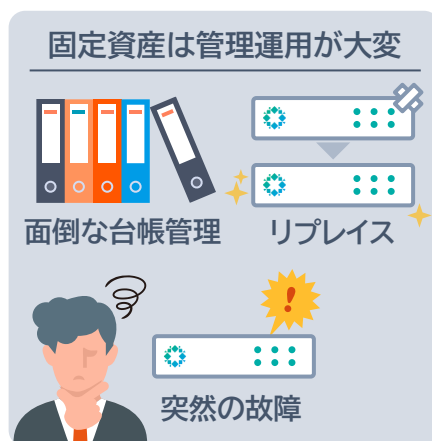 固定資産は管理運用が大変
面倒な台帳管理
リプレイス
突然の故障